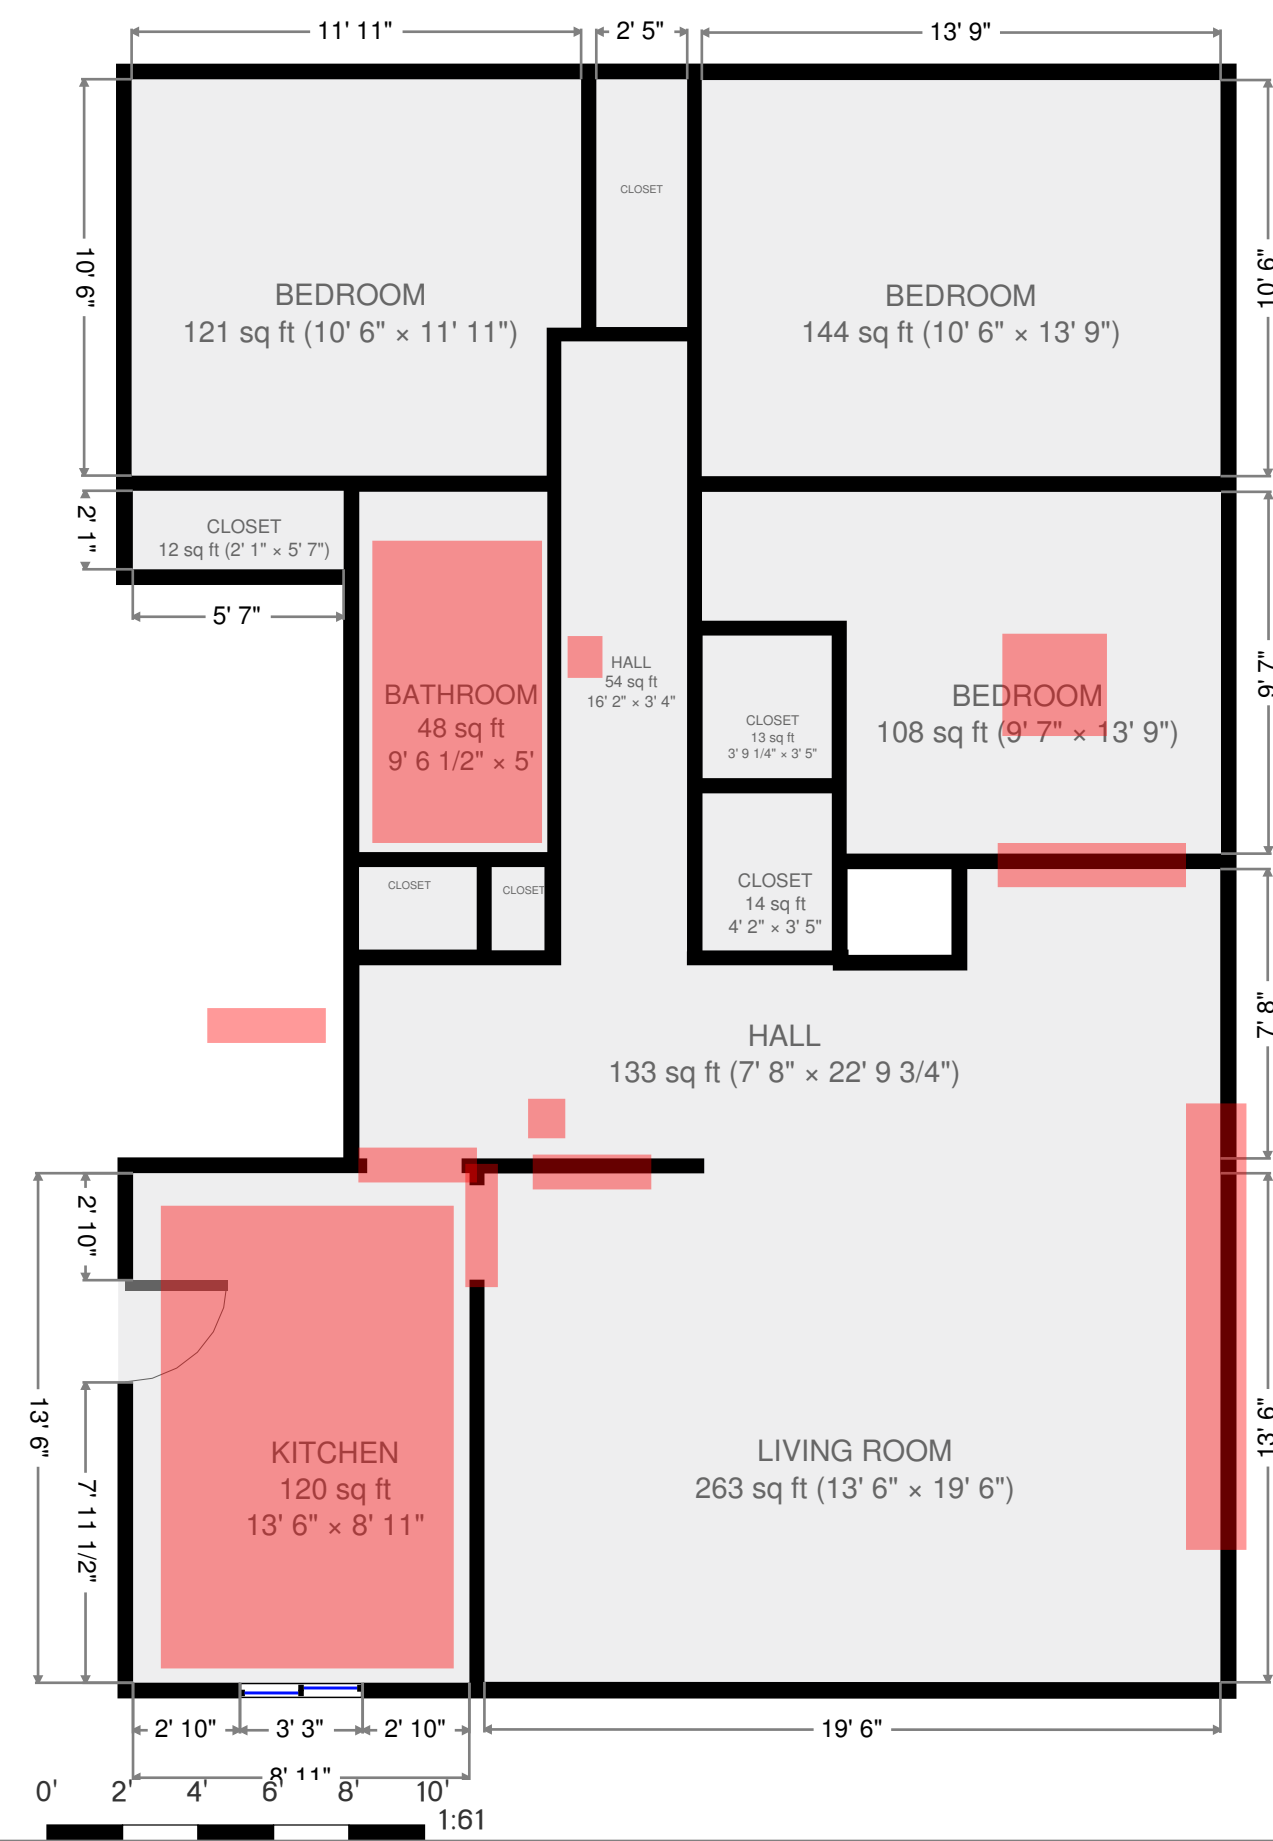 11' 11"
2' 5"
13' 9"
CLOSET
10' 6"
10' 6"
BEDROOM
121 sq ft (10' 6" × 11' 11")
BEDROOM
144 sq ft (10' 6" × 13' 9")
2' 1"
CLOSET
12 sq ft (2' 1" × 5' 7")
5' 7"
HALL
54 sq ft
16' 2" × 3' 4"
BATHROOM
48 sq ft
9' 6 1/2" × 5'
CLOSET
13 sq ft
3' 9 1/4" × 3' 5"
BEDROOM
108 sq ft (9' 7" × 13' 9")
9' 7"
CLOSET
CLOSET
CLOSET
14 sq ft
4' 2" × 3' 5"
HALL
133 sq ft (7' 8" × 22' 9 3/4")
7' 8"
2' 10"
13' 6"
7' 11 1/2"
KITCHEN
120 sq ft
13' 6" × 8' 11"
LIVING ROOM
263 sq ft (13' 6" × 19' 6")
13' 6"
2' 10"
3' 3"
2' 10"
19' 6"
8' 11"
0' 2' 4' 6' 8' 10'
1:61